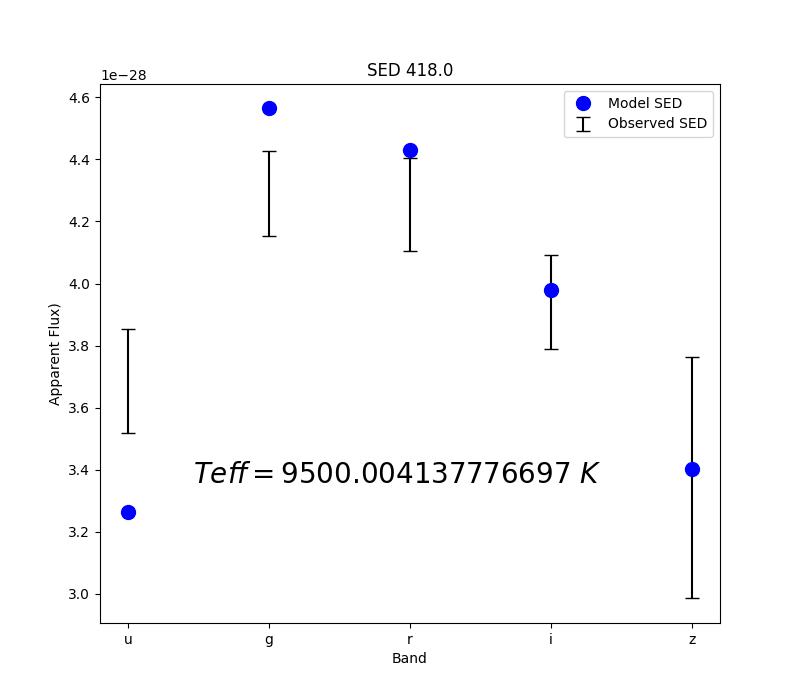 SED 418.0
1e−28
4.6
4.4
4.2
4.0
3.8
3.6
3.4
3.2
3.0
Apparent Flux)
Model SED
Observed SED
Teff = 9500.004137776697 K
u g r i z
Band